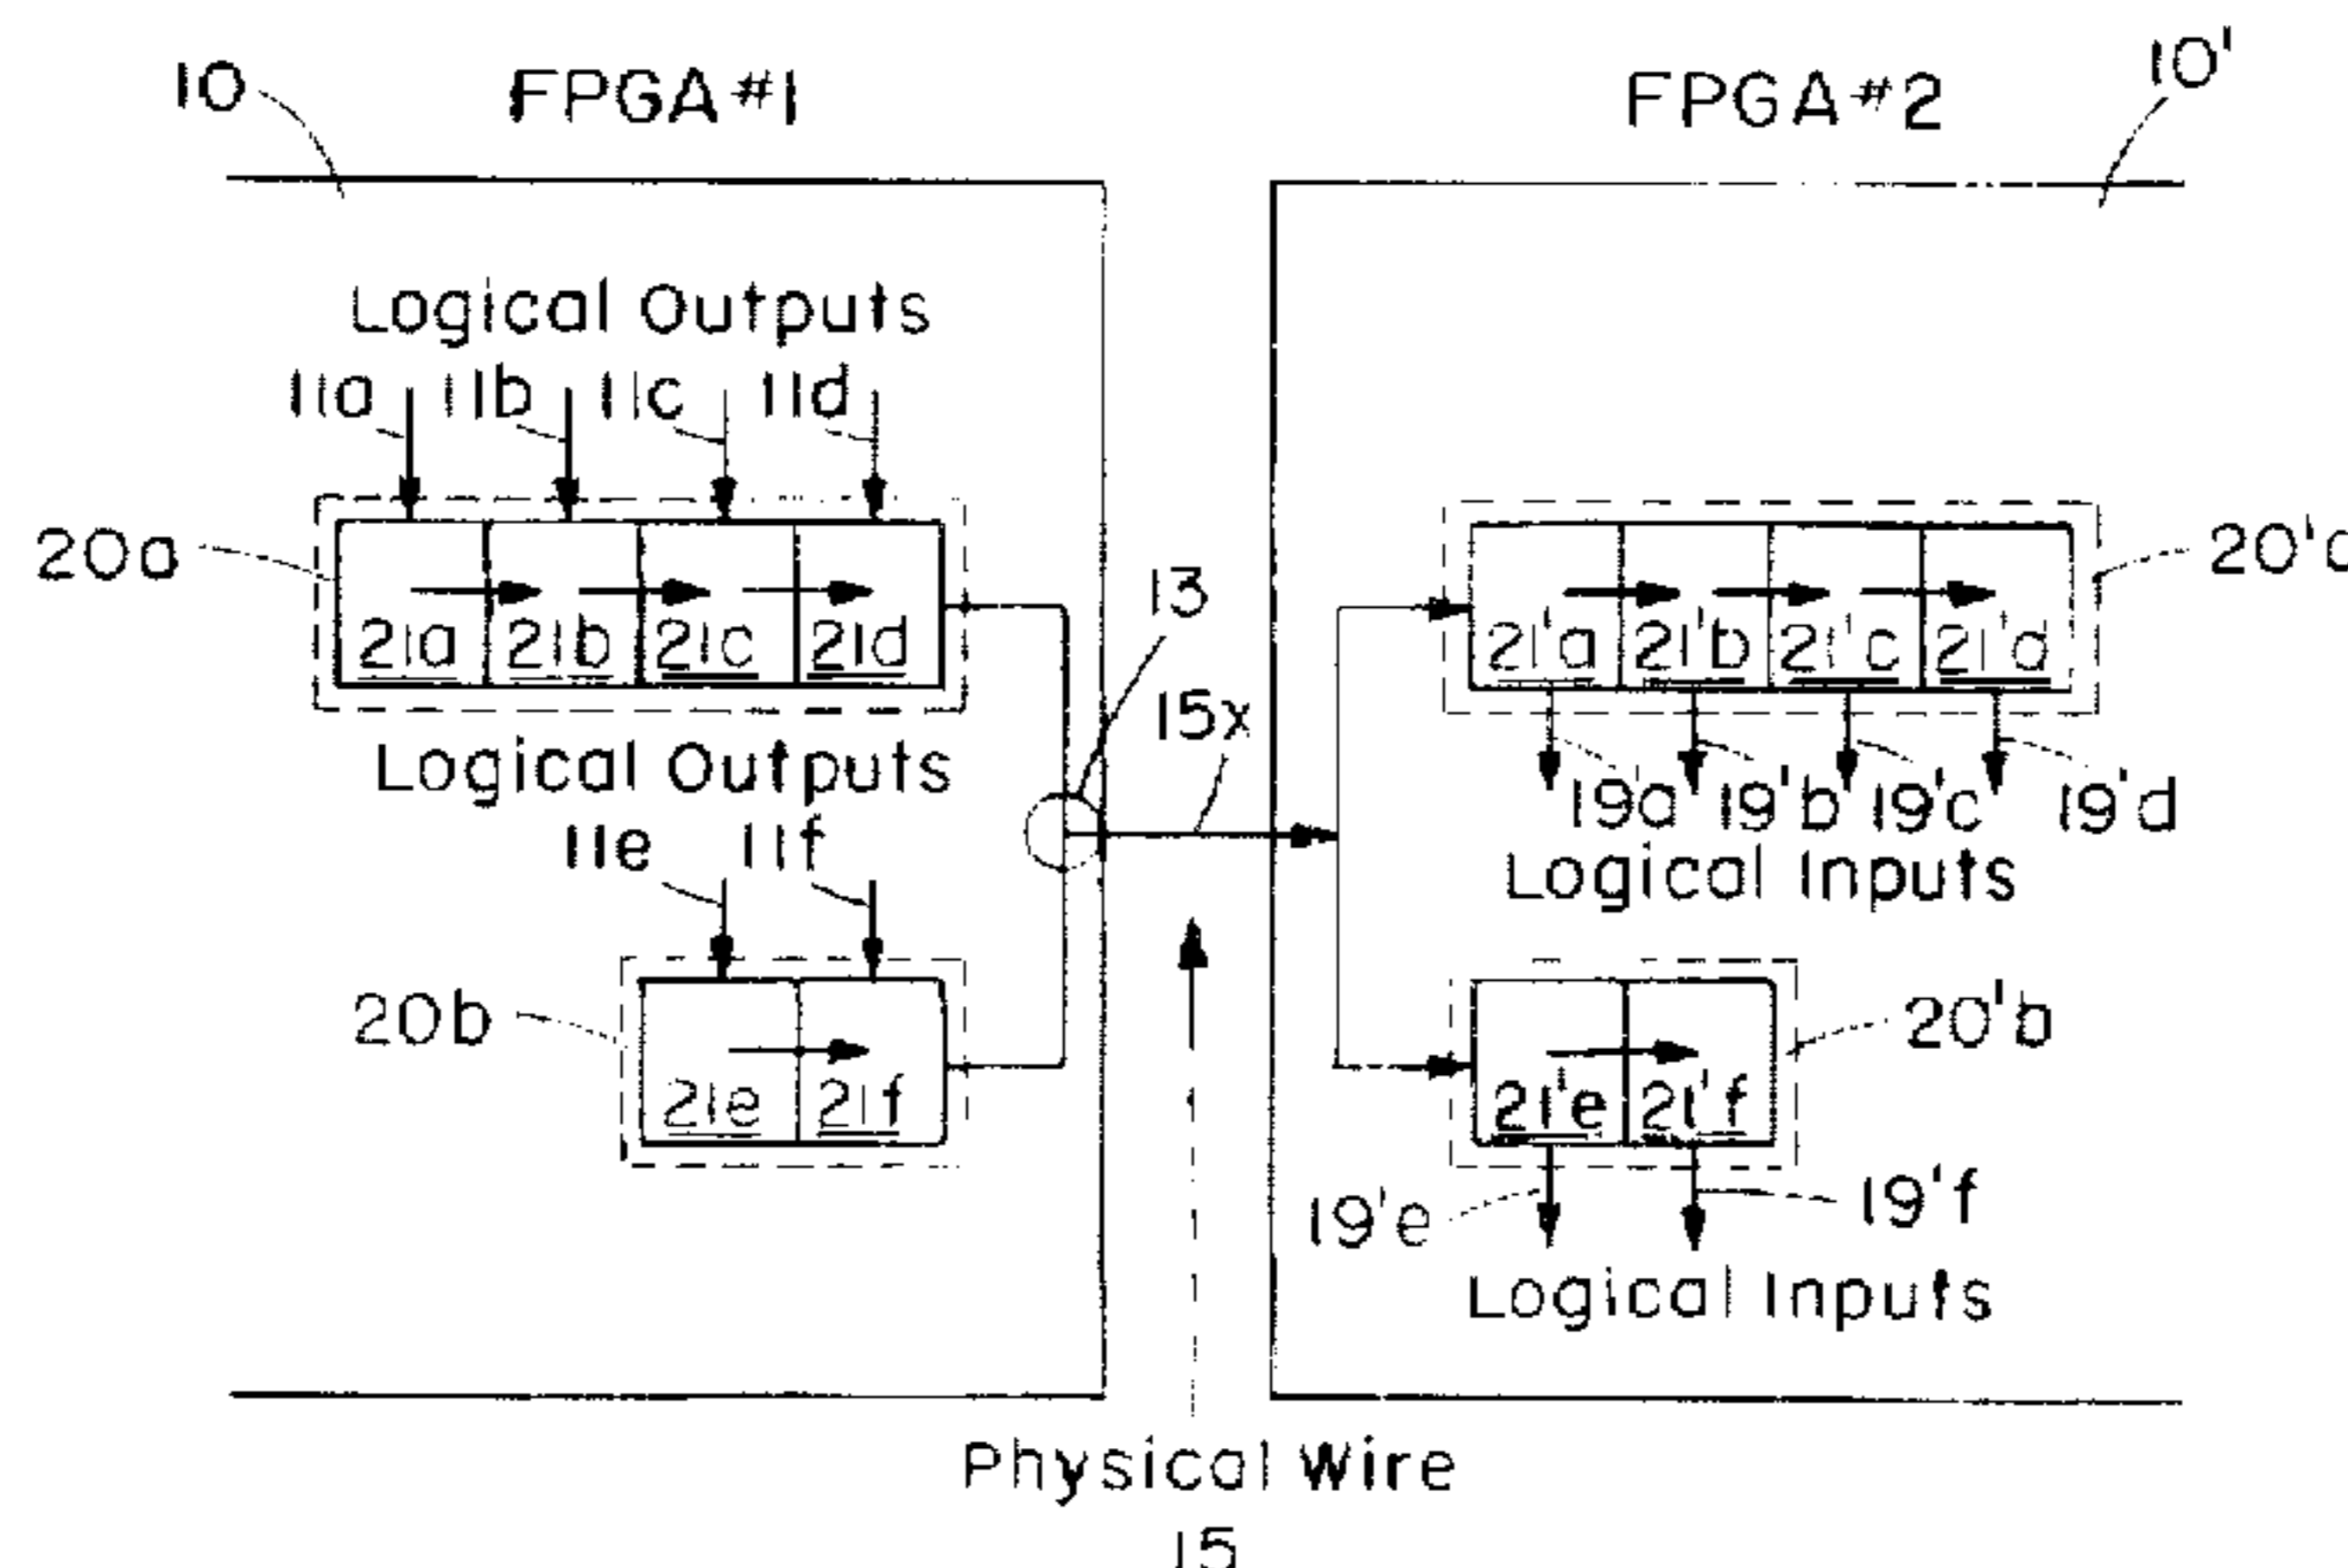 10 FPGA#1 FPGA#2 10'
Logical Outputs
11a 11b 11c 11d
20a 20'a
13
21a 21b 21c 21d 21'a 21'b 21'c 21'd
15x
Logical Outputs
19'a 19'b 19'c 19'd
11e 11f
Logical Inputs
20b 20'b
21e 21f 21'e 21'f
19'e 19'f
Logical Inputs
Physical Wire
15